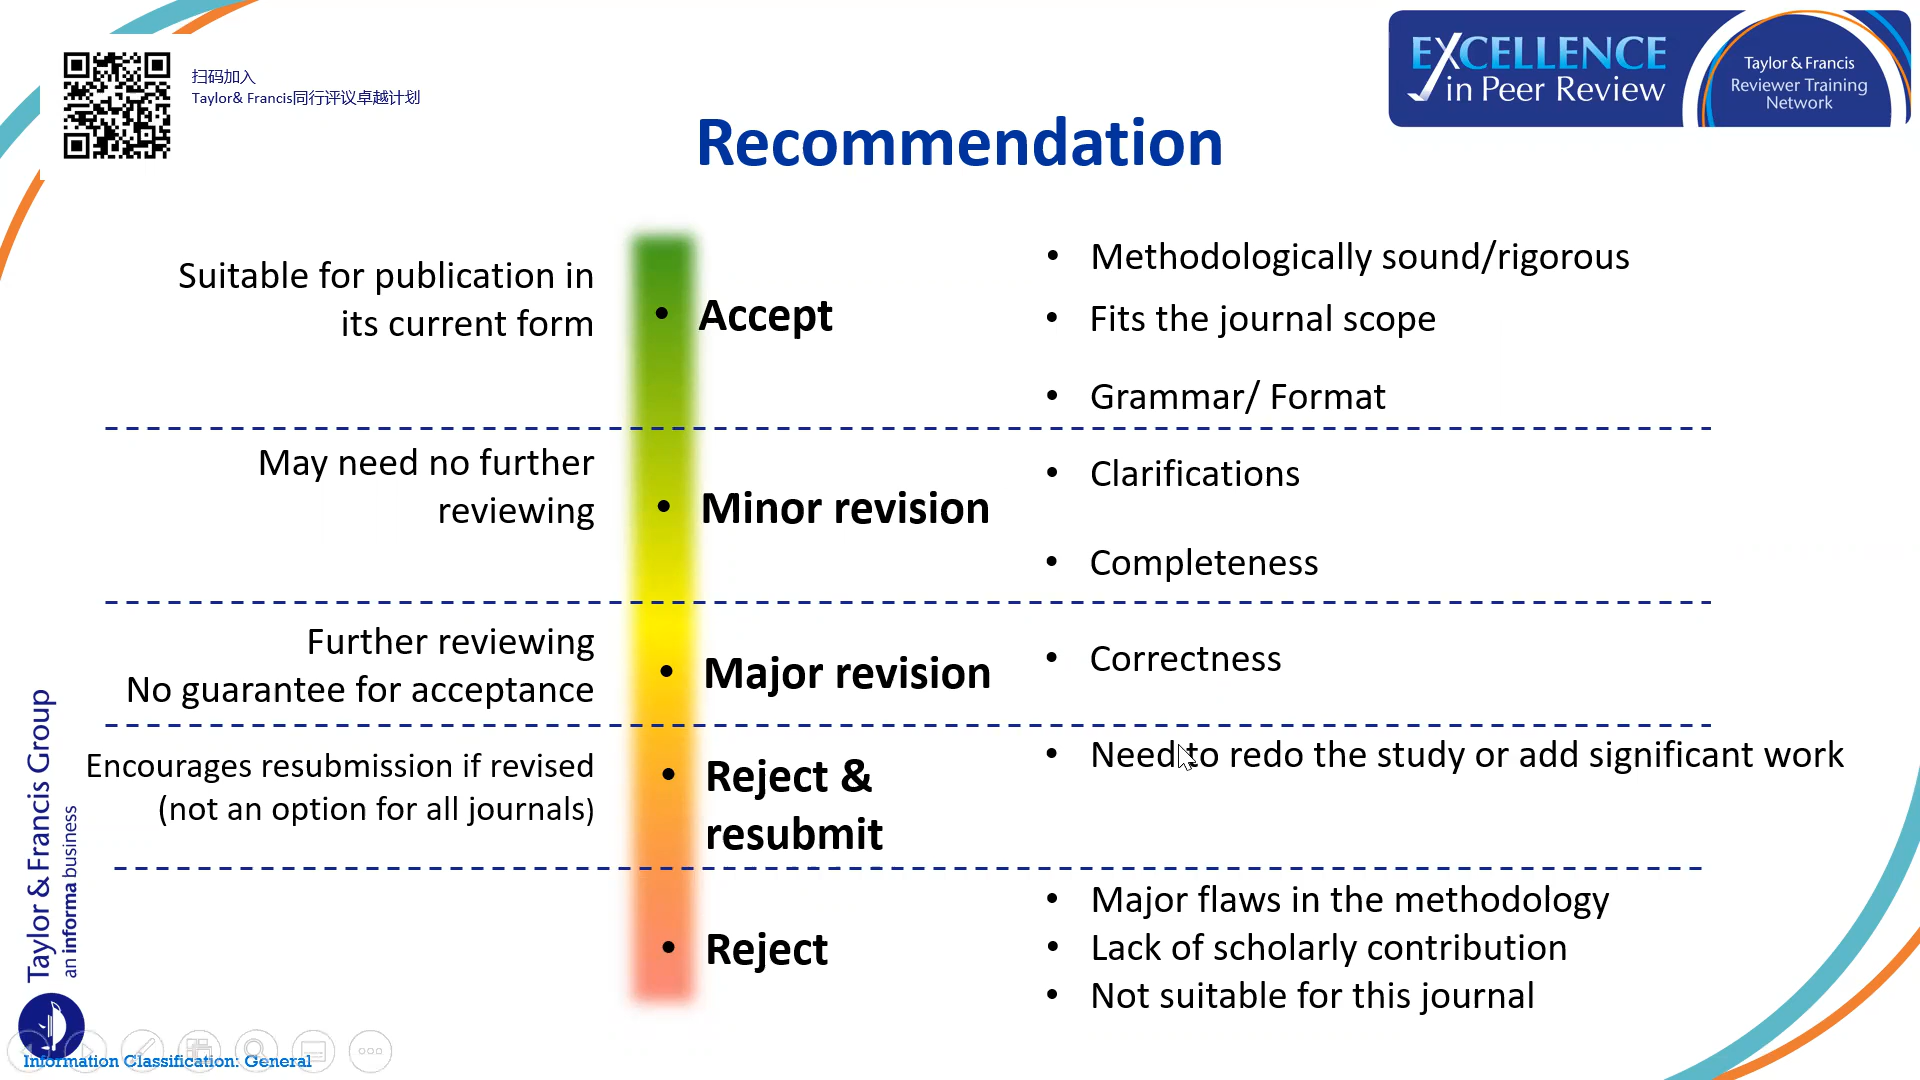 扫码加入
Taylor& Francis同行评议卓越计划
EXCELLENCE
in Peer Review
Taylor & Francis
Reviewer Training
Network
Recommendation
Suitable for publication in
its current form
• Accept
• Methodologically sound/rigorous
• Fits the journal scope
• Grammar/ Format
May need no further
reviewing
• Minor revision
• Clarifications
• Completeness
Further reviewing
No guarantee for acceptance
• Major revision
• Correctness
Encourages resubmission if revised
(not an option for all journals)
• Reject &
resubmit
• Need to redo the study or add significant work
• Reject
• Major flaws in the methodology
• Lack of scholarly contribution
• Not suitable for this journal
Taylor & Francis Group
an informa business
Information Classification: General